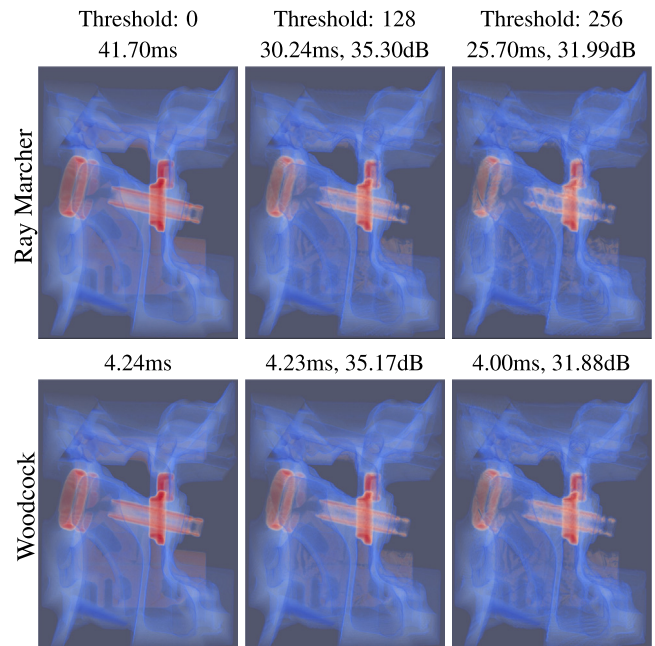 Threshold: 0
Threshold: 128
Threshold: 256
41.70ms
30.24ms, 35.30dB
25.70ms, 31.99dB
Ray Marcher
4.24ms
4.23ms, 35.17dB
4.00ms, 31.88dB
Woodcock